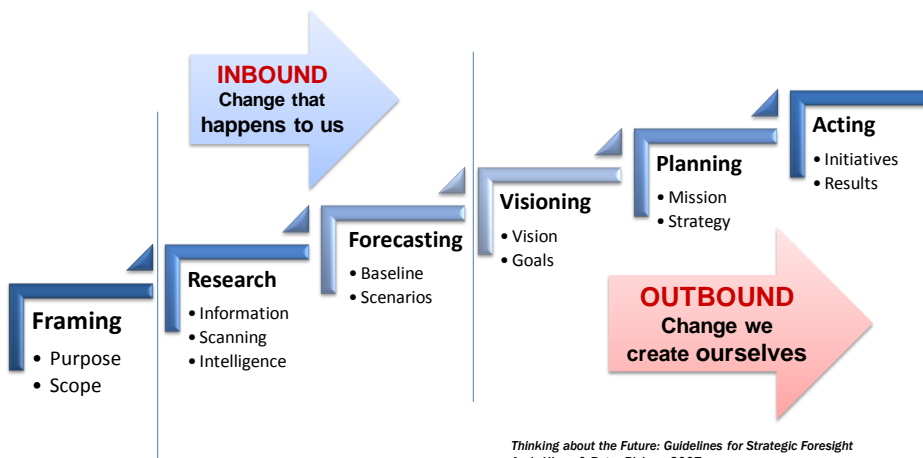 INBOUND
Change that
happens to us
Framing
• Purpose
• Scope
Research
• Information
• Scanning
• Intelligence
Forecasting
• Baseline
• Scenarios
Visioning
• Vision
• Goals
Planning
• Mission
• Strategy
Acting
• Initiatives
• Results
OUTBOUND
Change we
create ourselves
Thinking about the Future: Guidelines for Strategic Foresight